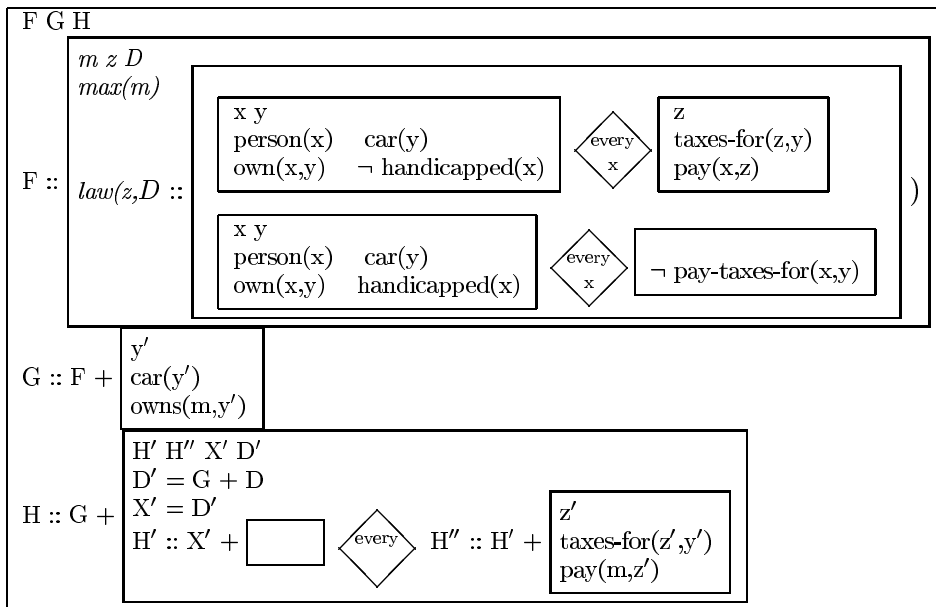 F G H
m z D
max(m)
x y
person(x) car(y)
own(x,y) ¬ handicapped(x)
every
x
z
taxes-for(z,y)
pay(x,z)
F :: law(z,D :: )
x y
person(x) car(y)
own(x,y) handicapped(x)
every
x
¬ pay-taxes-for(x,y)
G :: F +
y′
car(y′)
owns(m,y′)
H :: G +
H′ H″ X′ D′
D′ = G + D
X′ = D′
H′ :: X′ + every H″ :: H′ +
z′
taxes-for(z′,y′)
pay(m,z′)